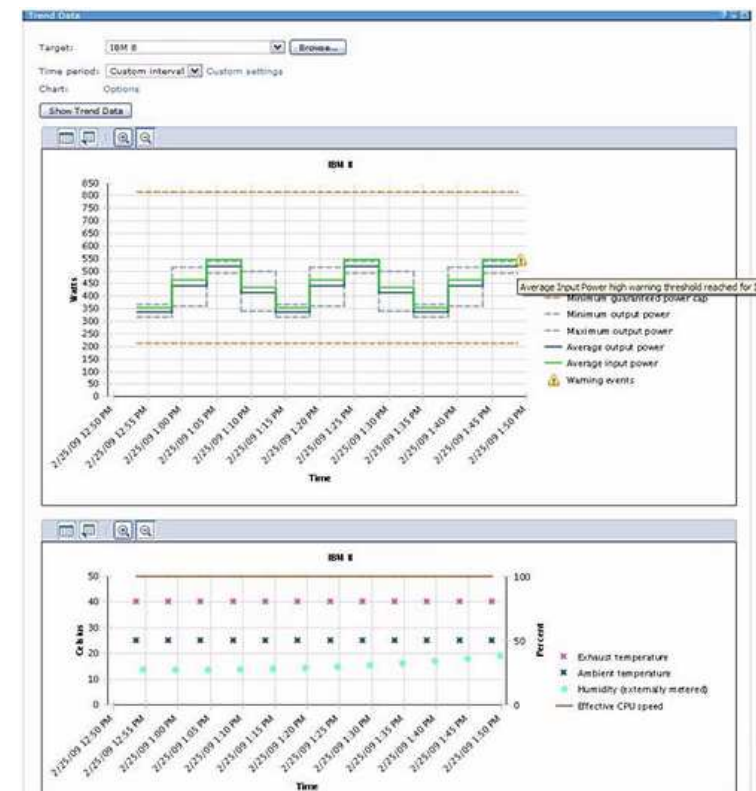 Trend Data
Target: IBM 8 Browse...
Time period: Custom interval Custom settings
Chart: Options
Show Trend Data
IBM 8
850
800
750
700
650
600
550
500
450
400
350
300
250
200
150
100
50
0
Watts
Average Input Power high warning threshold reached for
Minimum guaranteed power cap
Minimum output power
Maximum output power
Average output power
Average input power
Warning events
2/25/09 12:50 PM
2/25/09 12:55 PM
2/25/09 1:00 PM
2/25/09 1:05 PM
2/25/09 1:10 PM
2/25/09 1:15 PM
2/25/09 1:20 PM
2/25/09 1:25 PM
2/25/09 1:30 PM
2/25/09 1:35 PM
2/25/09 1:40 PM
2/25/09 1:45 PM
2/25/09 1:50 PM
Time
IBM 8
50
40
30
20
10
0
Celsius
100
50
0
Percent
Exhaust temperature
Ambient temperature
Humidity (externally metered)
Effective CPU speed
2/25/09 12:50 PM
2/25/09 12:55 PM
2/25/09 1:00 PM
2/25/09 1:05 PM
2/25/09 1:10 PM
2/25/09 1:15 PM
2/25/09 1:20 PM
2/25/09 1:25 PM
2/25/09 1:30 PM
2/25/09 1:35 PM
2/25/09 1:40 PM
2/25/09 1:45 PM
2/25/09 1:50 PM
Time